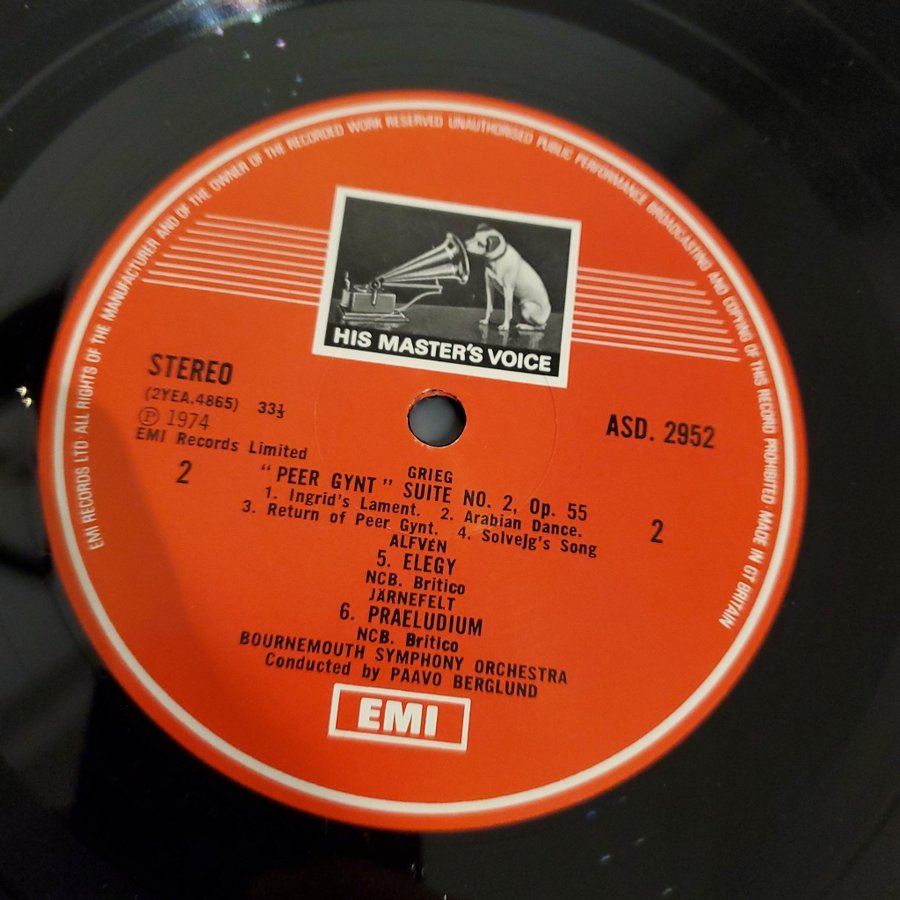 EMI RECORDS LTD ALL RIGHTS OF THE MANUFACTURER AND OF THE OWNER OF THE RECORDED WORK RESERVED UNAUTHORISED PUBLIC PERFORMANCE BROADCASTING AND COPYING OF THIS RECORD PROHIBITED MADE IN GT BRITAIN
HIS MASTER'S VOICE
STEREO
(2YEA.4865) 33⅓
Ⓟ 1974
EMI Records Limited
ASD. 2952
2
2
GRIEG
"PEER GYNT" SUITE NO. 2, Op. 55
1. Ingrid's Lament. 2. Arabian Dance.
3. Return of Peer Gynt. 4. Solvejg's Song
ALFVÉN
5. ELEGY
NCB. Britico
JÄRNEFELT
6. PRAELUDIUM
NCB. Britico
BOURNEMOUTH SYMPHONY ORCHESTRA
Conducted by PAAVO BERGLUND
EMI